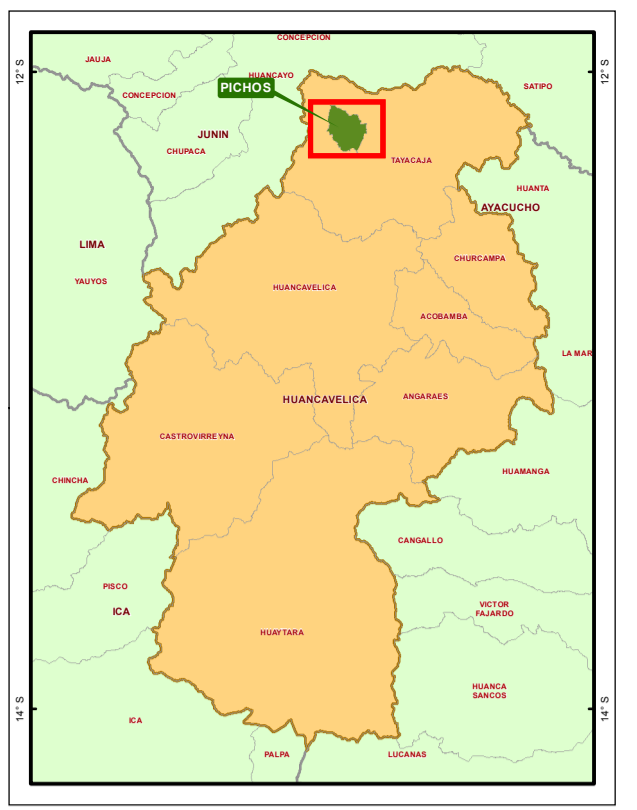 CONCEPCION
JAUJA
12° S
12° S
HUANCAYO
SATIPO
PICHOS
CONCEPCION
JUNIN
CHUPACA
TAYACAJA
HUANTA
AYACUCHO
LIMA
CHURCAMPA
YAUYOS
HUANCAVELICA
ACOBAMBA
LA MAR
HUANCAVELICA
ANGARAES
CASTROVIRREYNA
CHINCHA
HUAMANGA
CANGALLO
PISCO
ICA
VICTOR
FAJARDO
HUAYTARA
HUANCA
SANCOS
14° S
14° S
ICA
PALPA
LUCANAS